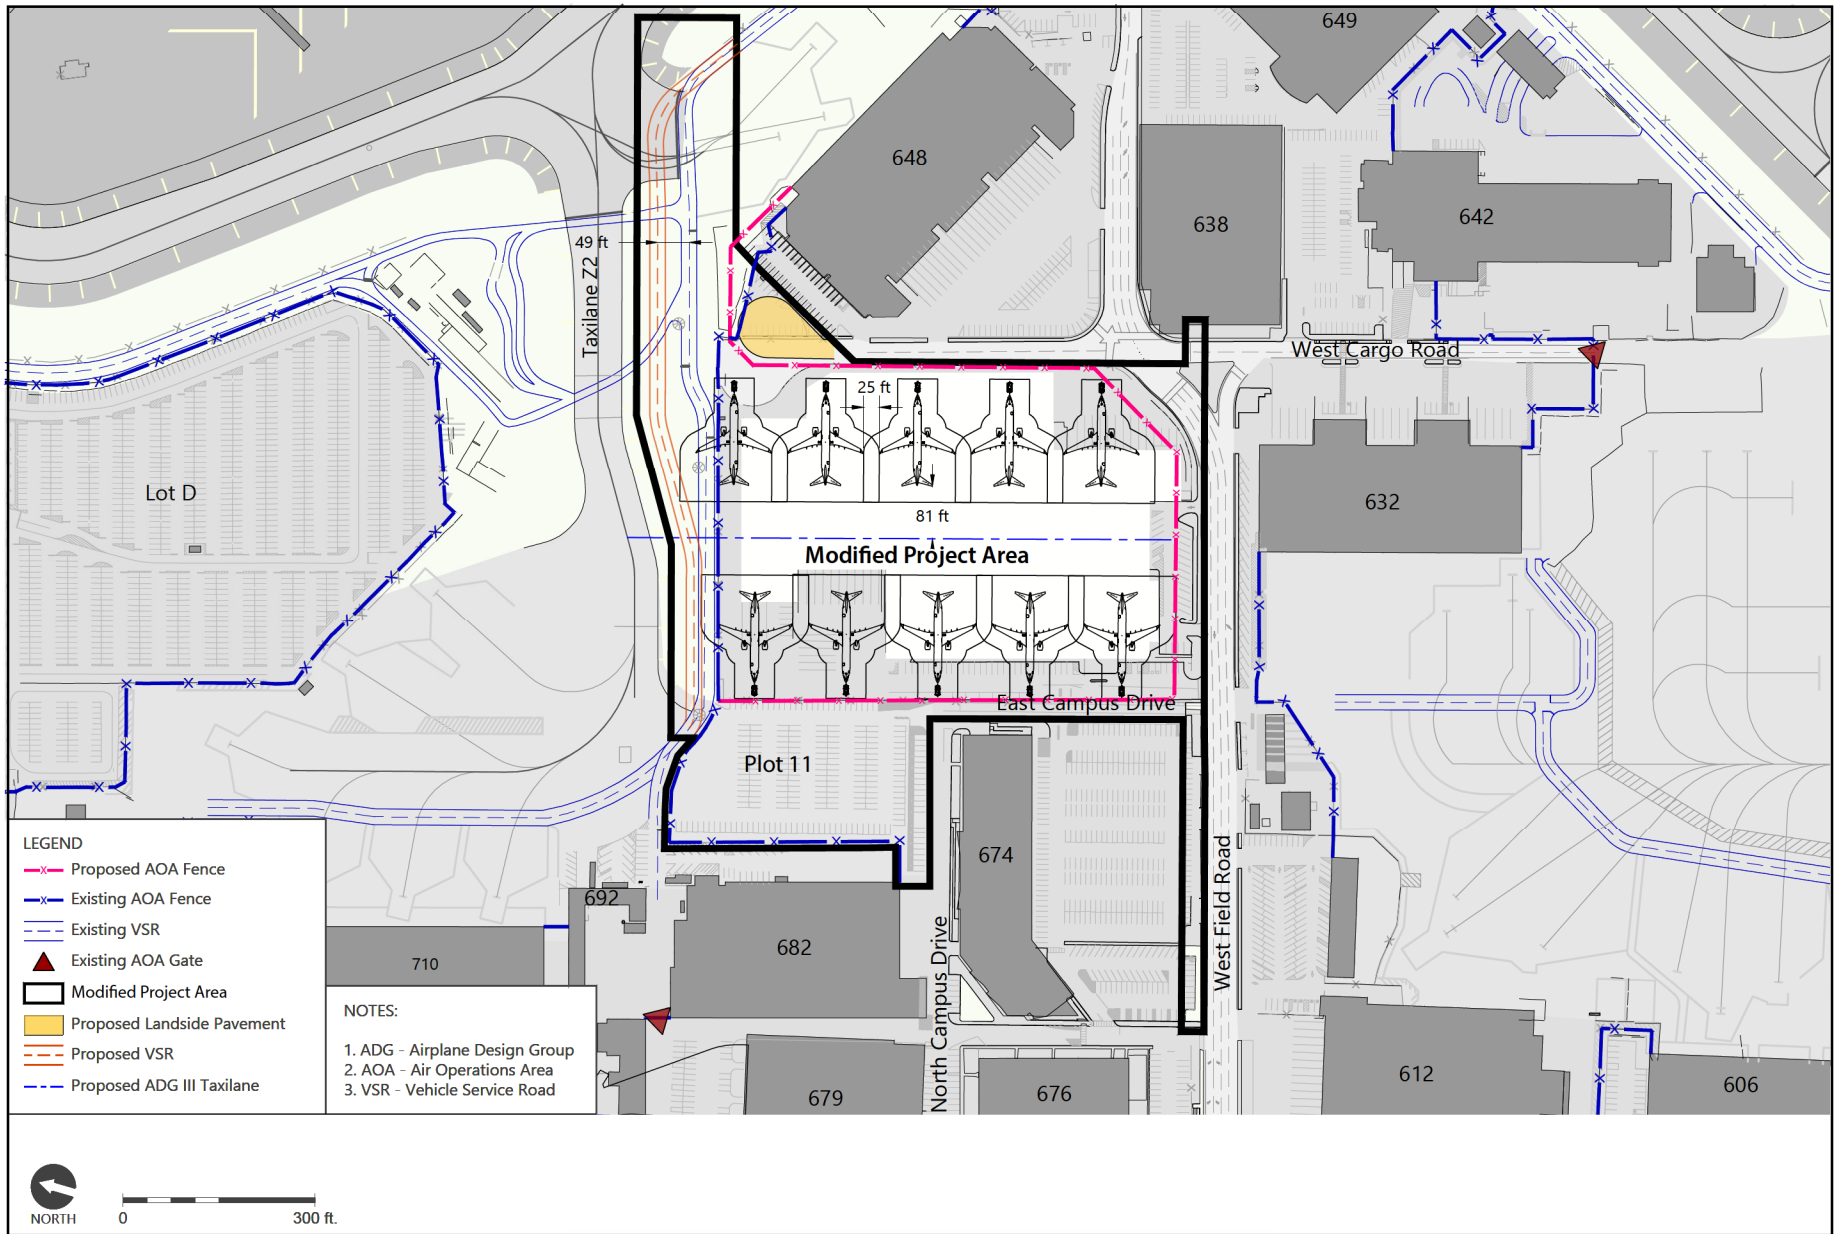 649
648
638
642
49 ft
Taxilane Z2
West Cargo Road
25 ft
Lot D
632
81 ft
Modified Project Area
East Campus Drive
Plot 11
674
West Field Road
692
682
710
North Campus Drive
679
676
612
606
LEGEND
Proposed AOA Fence
Existing AOA Fence
Existing VSR
Existing AOA Gate
Modified Project Area
Proposed Landside Pavement
Proposed VSR
Proposed ADG III Taxilane
NOTES:
1. ADG - Airplane Design Group
2. AOA - Air Operations Area
3. VSR - Vehicle Service Road
NORTH
0 300 ft.